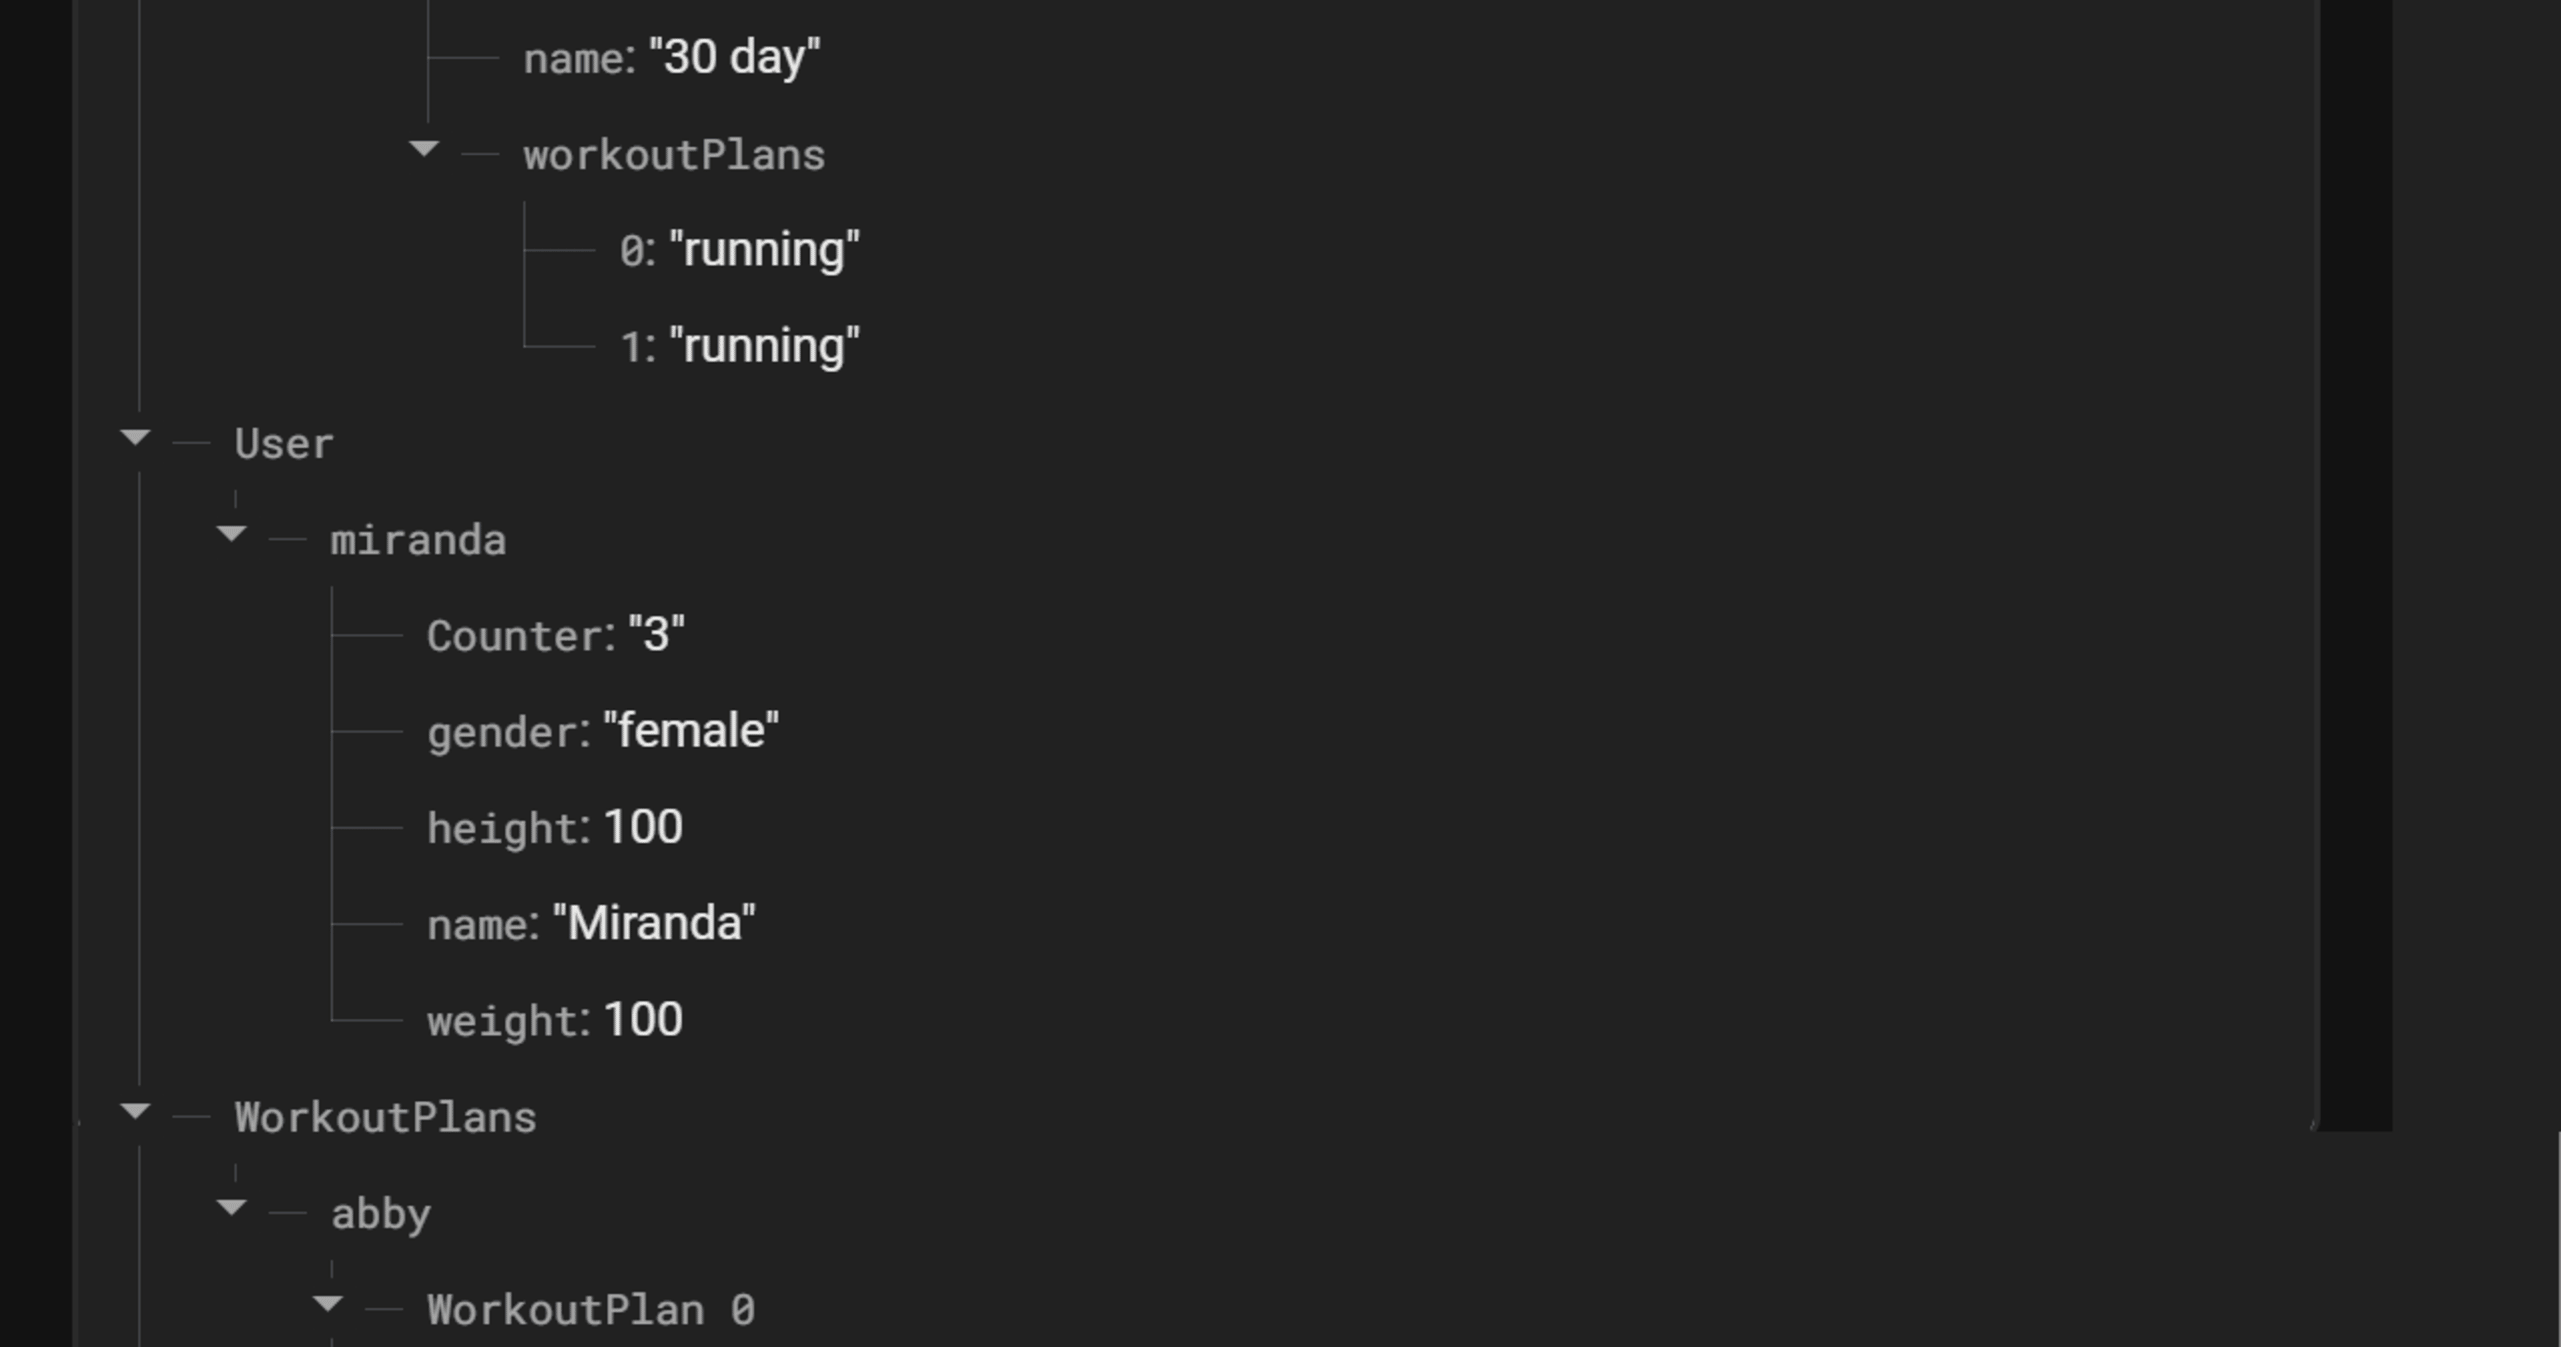 name: "30 day"
workoutPlans
0: "running"
1: "running"
User
miranda
Counter: "3"
gender: "female"
height: 100
name: "Miranda"
weight: 100
WorkoutPlans
abby
WorkoutPlan 0